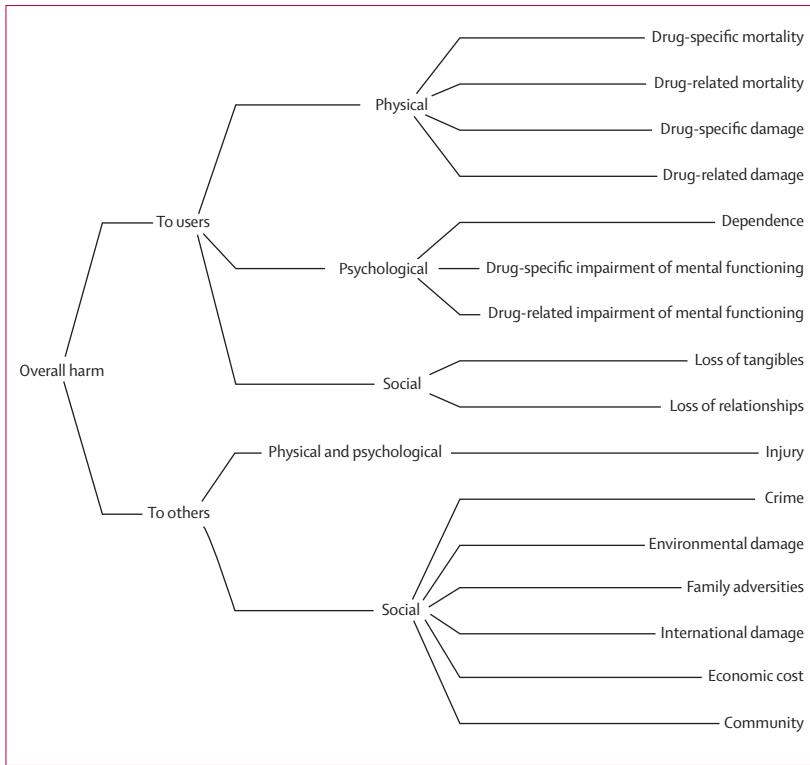 Drug-specific mortality
Drug-related mortality
Physical
Drug-specific damage
Drug-related damage
To users
Dependence
Psychological
Drug-specific impairment of mental functioning
Drug-related impairment of mental functioning
Loss of tangibles
Overall harm
Social
Loss of relationships
Physical and psychological
Injury
Crime
To others
Environmental damage
Family adversities
Social
International damage
Economic cost
Community